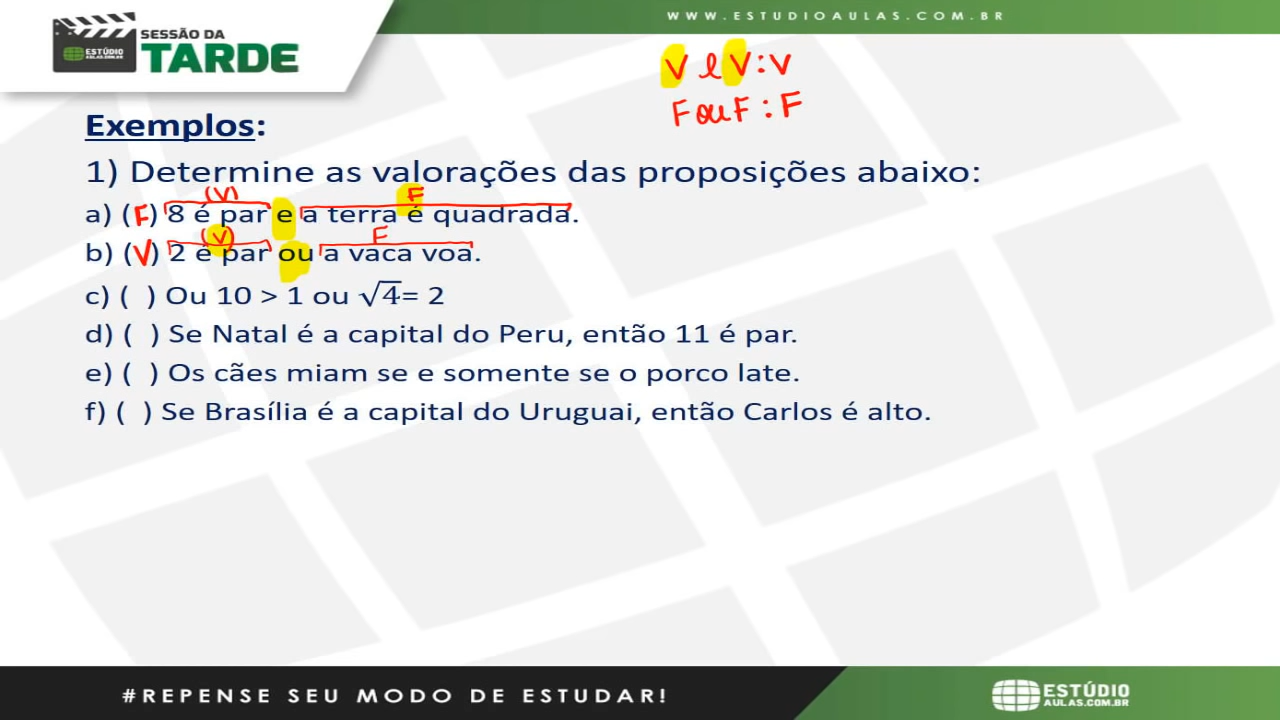 WWW.ESTUDIOAULAS.COM.BR
SESSÃO DA
TARDE
ESTÚDIO
AULAS.COM.BR
V e V : V
F ou F : F
Exemplos:
1) Determine as valorações das proposições abaixo:
(V) F
a) (F) 8 é par e a terra é quadrada.
(V) F
b) (V) 2 é par ou a vaca voa.
c) ( ) Ou 10 > 1 ou √4= 2
d) ( ) Se Natal é a capital do Peru, então 11 é par.
e) ( ) Os cães miam se e somente se o porco late.
f) ( ) Se Brasília é a capital do Uruguai, então Carlos é alto.
#REPENSE SEU MODO DE ESTUDAR!
ESTÚDIO
AULAS.COM.BR